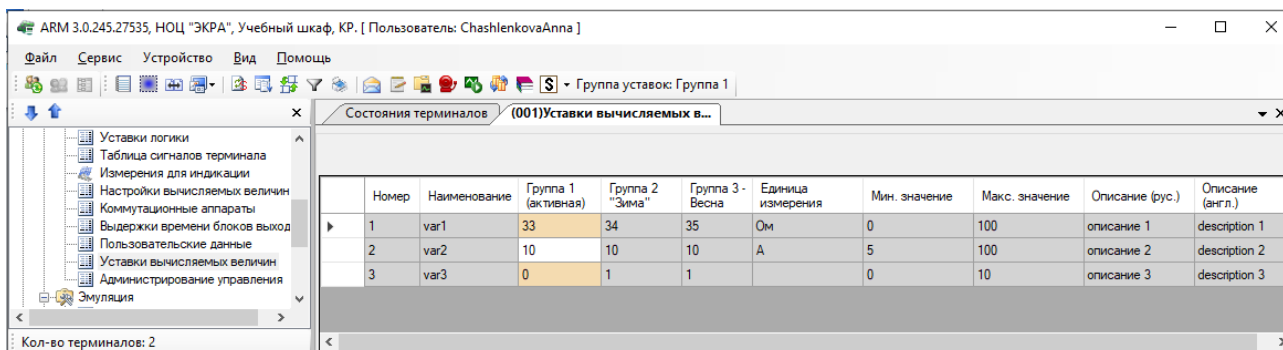 ARM 3.0.245.27535, НОЦ "ЭКРА", Учебный шкаф, КР. [ Пользователь: ChashlenkovaAnna ]
Файл Сервис Устройство Вид Помощь
S Группа уставок: Группа 1
Состояния терминалов (001)Уставки вычисляемых в...
Уставки логики
Таблица сигналов терминала
Измерения для индикации
Настройки вычисляемых величин
Коммутационные аппараты
Выдержки времени блоков выход
Пользовательские данные
Уставки вычисляемых величин
Администрирование управления
Эмуляция
Кол-во терминалов: 2
Номер Наименование Группа 1 (активная) Группа 2 "Зима" Группа 3 - Весна Единица измерения Мин. значение Макс. значение Описание (рус.) Описание (англ.)
1 var1 33 34 35 Ом 0 100 описание 1 description 1
2 var2 10 10 10 А 5 100 описание 2 description 2
3 var3 0 1 1 0 10 описание 3 description 3